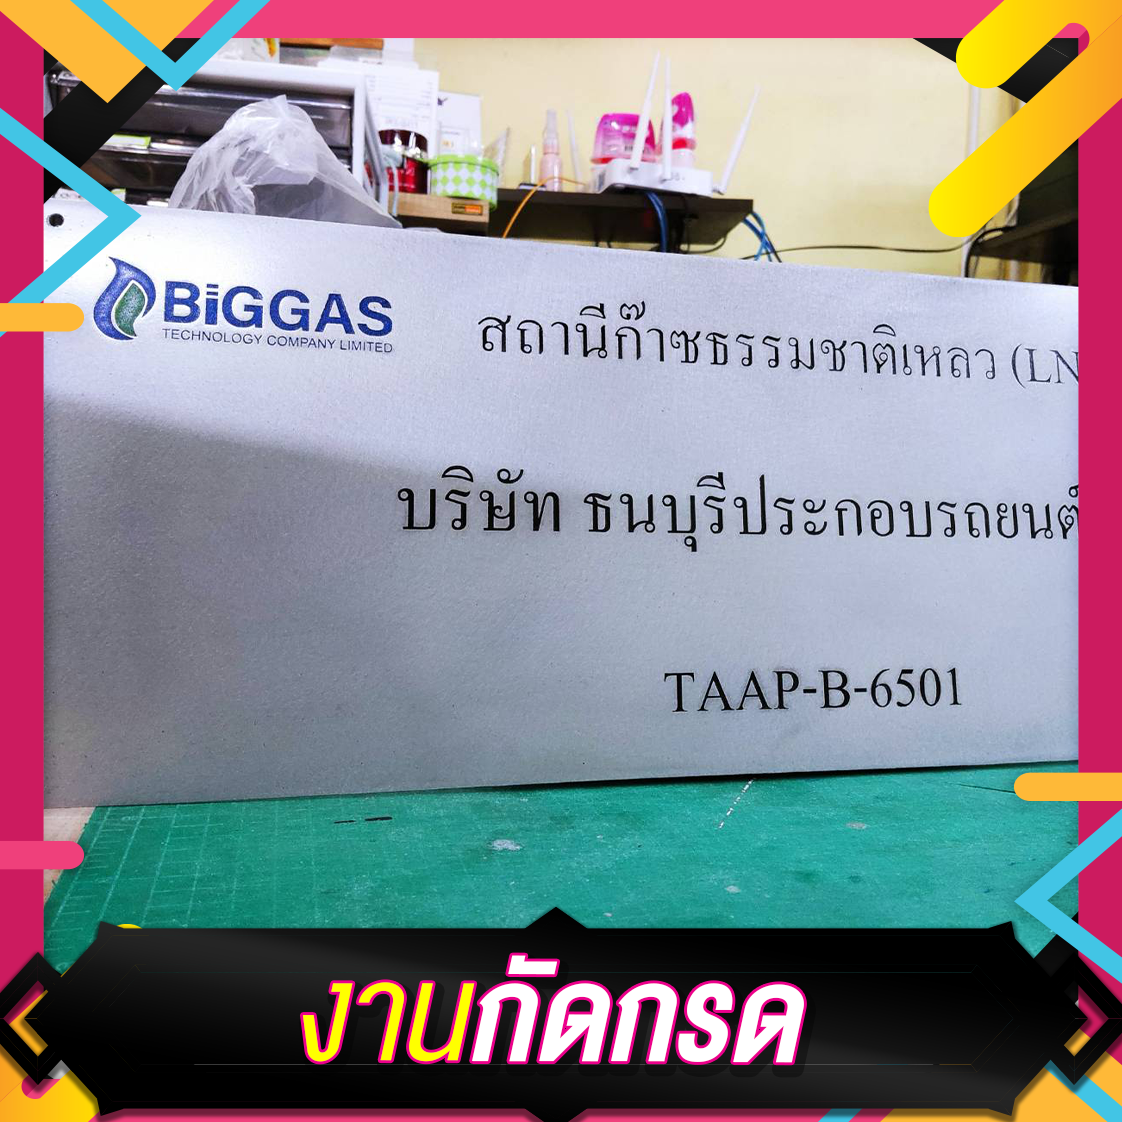 BiGGAS
TECHNOLOGY COMPANY LIMITED
สถานีก๊าซธรรมชาติเหลว (LN
บริษัท ธนบุรีประกอบรถยนต์
TAAP-B-6501
งานกัดกรด